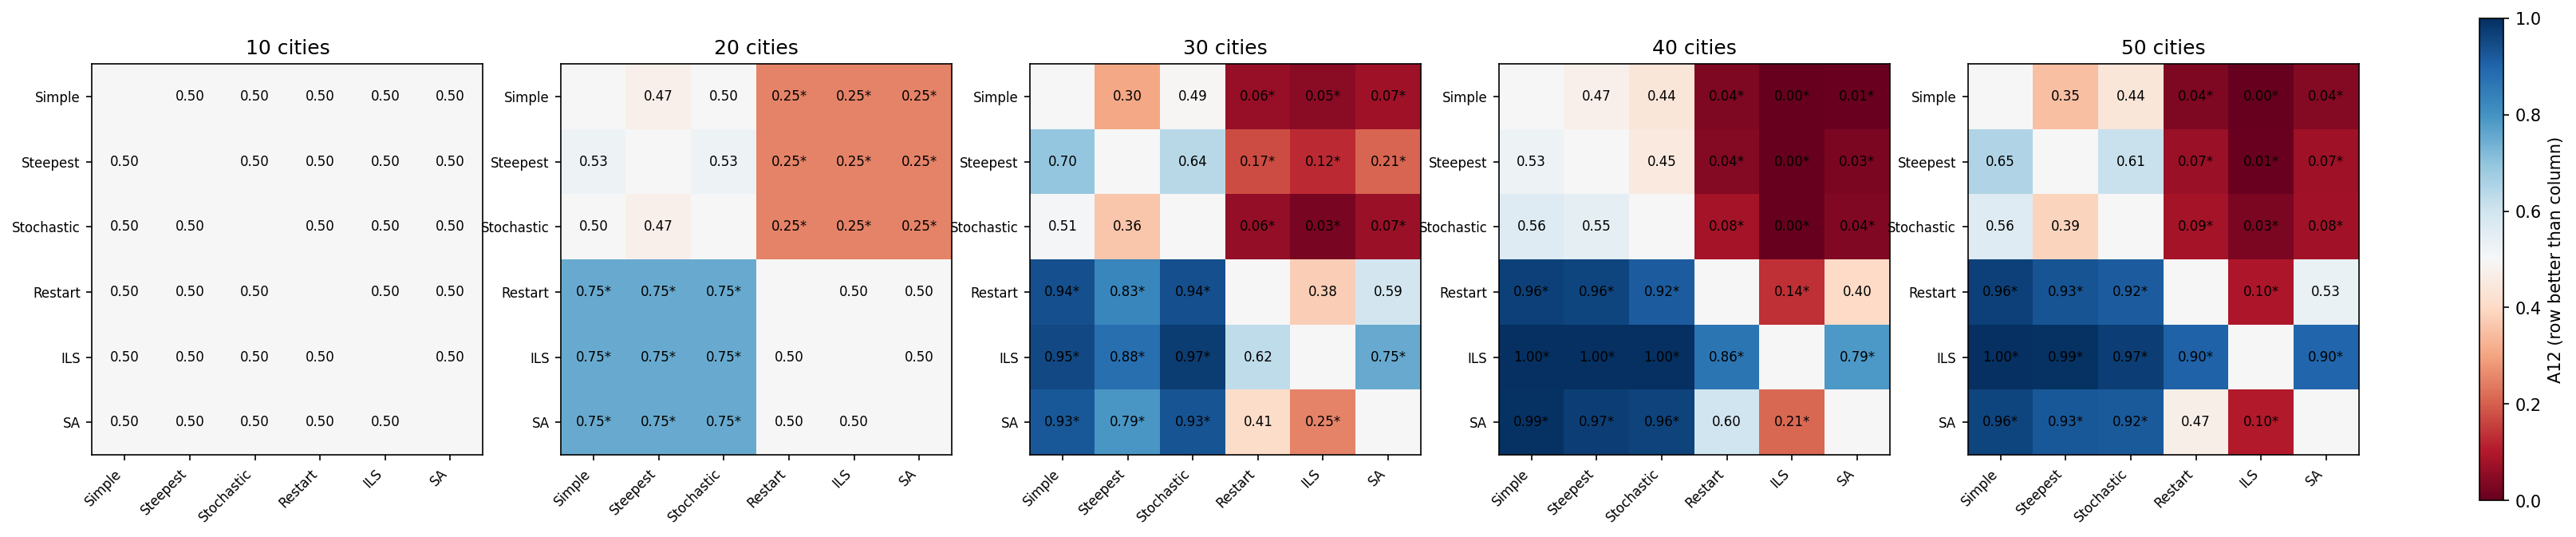 10 cities
Simple 0.50 0.50 0.50 0.50 0.50
Steepest 0.50 0.50 0.50 0.50 0.50
Stochastic 0.50 0.50 0.50 0.50 0.50
Restart 0.50 0.50 0.50 0.50 0.50
ILS 0.50 0.50 0.50 0.50 0.50
SA 0.50 0.50 0.50 0.50 0.50
Simple Steepest Stochastic Restart ILS SA
20 cities
Simple 0.47 0.50 0.25* 0.25* 0.25*
Steepest 0.53 0.53 0.25* 0.25* 0.25*
Stochastic 0.50 0.47 0.25* 0.25* 0.25*
Restart 0.75* 0.75* 0.75* 0.50 0.50
ILS 0.75* 0.75* 0.75* 0.50 0.50
SA 0.75* 0.75* 0.75* 0.50 0.50
Simple Steepest Stochastic Restart ILS SA
30 cities
Simple 0.30 0.49 0.06* 0.05* 0.07*
Steepest 0.70 0.64 0.17* 0.12* 0.21*
Stochastic 0.51 0.36 0.06* 0.03* 0.07*
Restart 0.94* 0.83* 0.94* 0.38 0.59
ILS 0.95* 0.88* 0.97* 0.62 0.75*
SA 0.93* 0.79* 0.93* 0.41 0.25*
Simple Steepest Stochastic Restart ILS SA
40 cities
Simple 0.47 0.44 0.04* 0.00* 0.01*
Steepest 0.53 0.45 0.04* 0.00* 0.03*
Stochastic 0.56 0.55 0.08* 0.00* 0.04*
Restart 0.96* 0.96* 0.92* 0.14* 0.40
ILS 1.00* 1.00* 1.00* 0.86* 0.79*
SA 0.99* 0.97* 0.96* 0.60 0.21*
Simple Steepest Stochastic Restart ILS SA
50 cities
Simple 0.35 0.44 0.04* 0.00* 0.04*
Steepest 0.65 0.61 0.07* 0.01* 0.07*
Stochastic 0.56 0.39 0.09* 0.03* 0.08*
Restart 0.96* 0.93* 0.92* 0.10* 0.53
ILS 1.00* 0.99* 0.97* 0.90* 0.90*
SA 0.96* 0.93* 0.92* 0.47 0.10*
Simple Steepest Stochastic Restart ILS SA
1.0
0.8
0.6
0.4
0.2
0.0
A12 (row better than column)